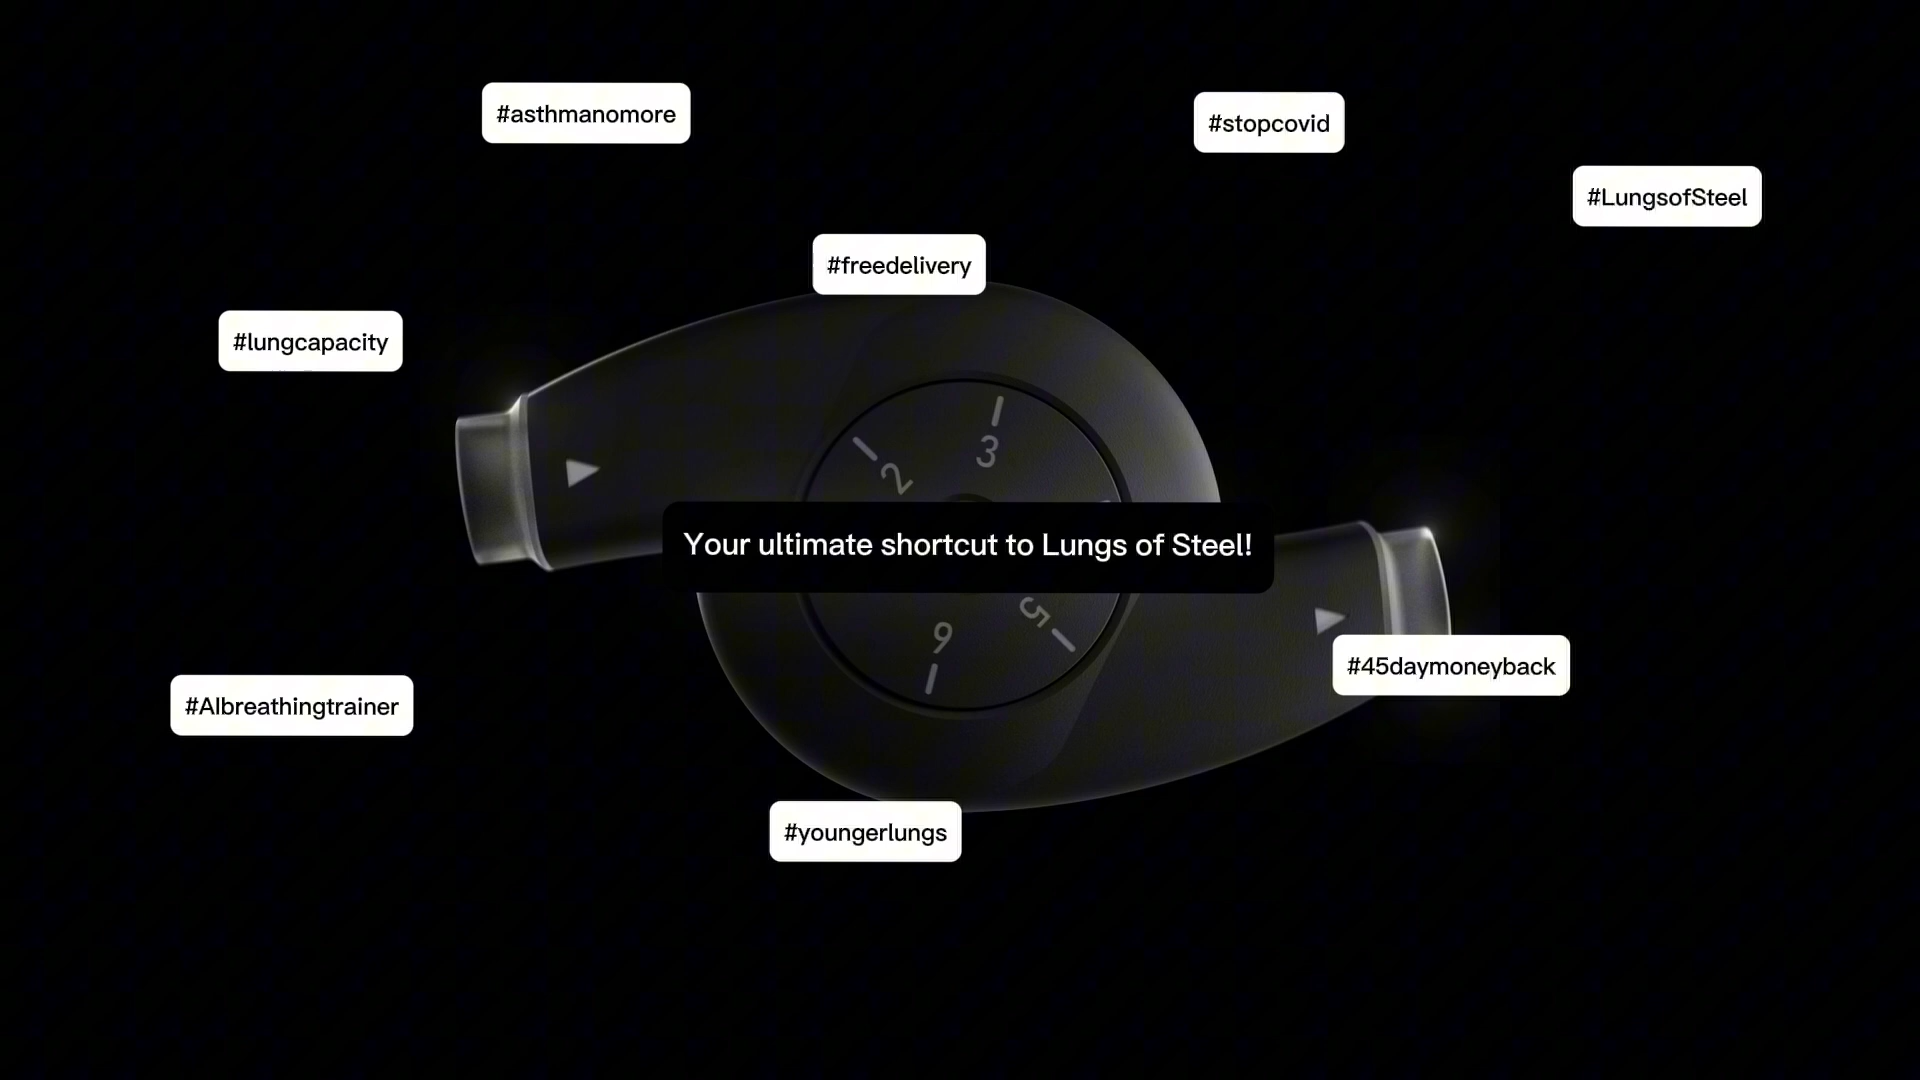 #asthmanomore
#stopcovid
#LungsofSteel
#freedelivery
#lungcapacity
3
2
Your ultimate shortcut to Lungs of Steel!
5
6
#45daymoneyback
#AIbreathingtrainer
#youngerlungs